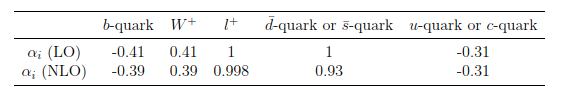 b-quark W⁺ l⁺ d̄-quark or s̄-quark u-quark or c-quark
αᵢ (LO) -0.41 0.41 1 1 -0.31
αᵢ (NLO) -0.39 0.39 0.998 0.93 -0.31